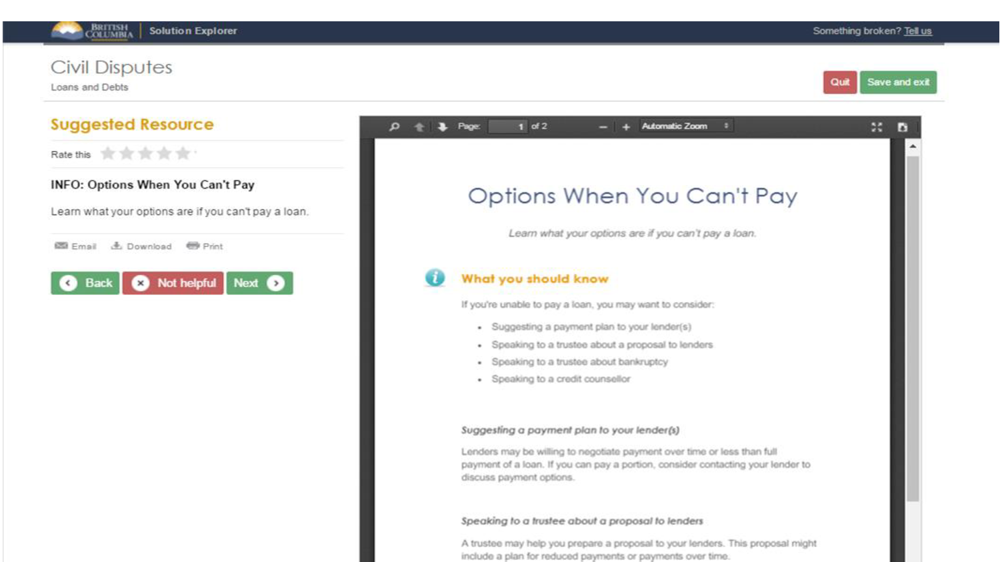 BRITISH
COLUMBIA
Solution Explorer
Something broken? Tell us
Civil Disputes
Loans and Debts
Quit
Save and exit
Suggested Resource
Rate this
INFO: Options When You Can't Pay
Learn what your options are if you can't pay a loan.
Email Download Print
Back Not helpful Next
Page: 1 of 2 Automatic Zoom
Options When You Can't Pay
Learn what your options are if you can't pay a loan.
What you should know
If you're unable to pay a loan, you may want to consider:
• Suggesting a payment plan to your lender(s)
• Speaking to a trustee about a proposal to lenders
• Speaking to a trustee about bankruptcy
• Speaking to a credit counsellor
Suggesting a payment plan to your lender(s)
Lenders may be willing to negotiate payment over time or less than full
payment of a loan. If you can pay a portion, consider contacting your lender to
discuss payment options.
Speaking to a trustee about a proposal to lenders
A trustee may help you prepare a proposal to your lenders. This proposal might
include a plan for reduced payments or payments over time.